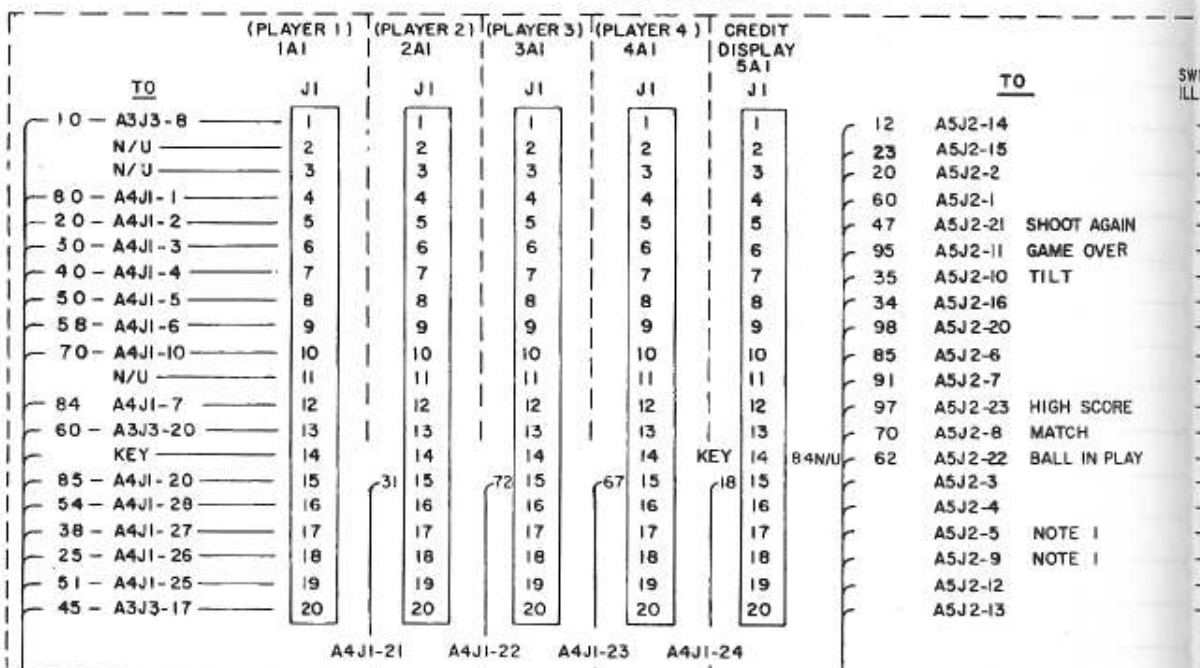 (PLAYER 1) (PLAYER 2) (PLAYER 3) (PLAYER 4) CREDIT
1A1 2A1 3A1 4A1 DISPLAY
5A1
TO J1 J1 J1 J1 J1 TO
SW
ILL
10 - A3J3-8 1 1 1 1 1 12 A5J2-14
N/U 2 2 2 2 2 23 A5J2-15
N/U 3 3 3 3 3 20 A5J2-2
80 - A4J1-1 4 4 4 4 4 60 A5J2-1
20 - A4J1-2 5 5 5 5 5 47 A5J2-21 SHOOT AGAIN
30 - A4J1-3 6 6 6 6 6 95 A5J2-11 GAME OVER
40 - A4J1-4 7 7 7 7 7 35 A5J2-10 TILT
50 - A4J1-5 8 8 8 8 8 34 A5J2-16
58 - A4J1-6 9 9 9 9 9 98 A5J2-20
70 - A4J1-10 10 10 10 10 10 85 A5J2-6
N/U 11 11 11 11 11 91 A5J2-7
84 A4J1-7 12 12 12 12 12 97 A5J2-23 HIGH SCORE
60 - A3J3-20 13 13 13 13 13 70 A5J2-8 MATCH
KEY 14 14 14 14 KEY 14 84 N/U 62 A5J2-22 BALL IN PLAY
85 - A4J1-20 15 31 15 72 15 67 15 18 15 A5J2-3
54 - A4J1-28 16 16 16 16 16 A5J2-4
38 - A4J1-27 17 17 17 17 17 A5J2-5 NOTE 1
25 - A4J1-26 18 18 18 18 18 A5J2-9 NOTE 1
51 - A4J1-25 19 19 19 19 19 A5J2-12
45 - A3J3-17 20 20 20 20 20 A5J2-13
A4J1-21 A4J1-22 A4J1-23 A4J1-24